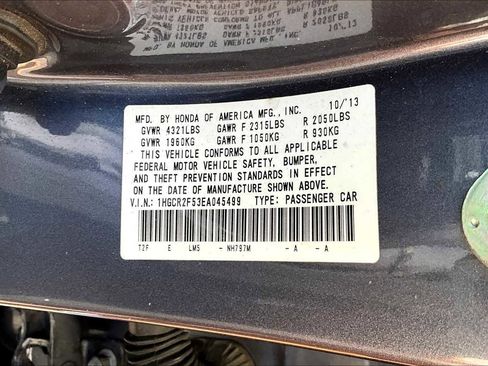 MFD. BY HONDA OF AMERICA MFG., INC. 10/13
GVWR 4321LBS GAWR F 2315LBS R 2050LBS
GVWR 1960KG GAWR F 1050KG R 930KG
THIS VEHICLE CONFORMS TO ALL APPLICABLE
FEDERAL MOTOR VEHICLE SAFETY, BUMPER,
AND THEFT PREVENTION STANDARDS IN EFFECT
ON THE DATE OF MANUFACTURE SHOWN ABOVE.
V.I.N.: 1HGCR2F53EA045499 TYPE: PASSENGER CAR
T2F E LM5 - NH797M - A - A